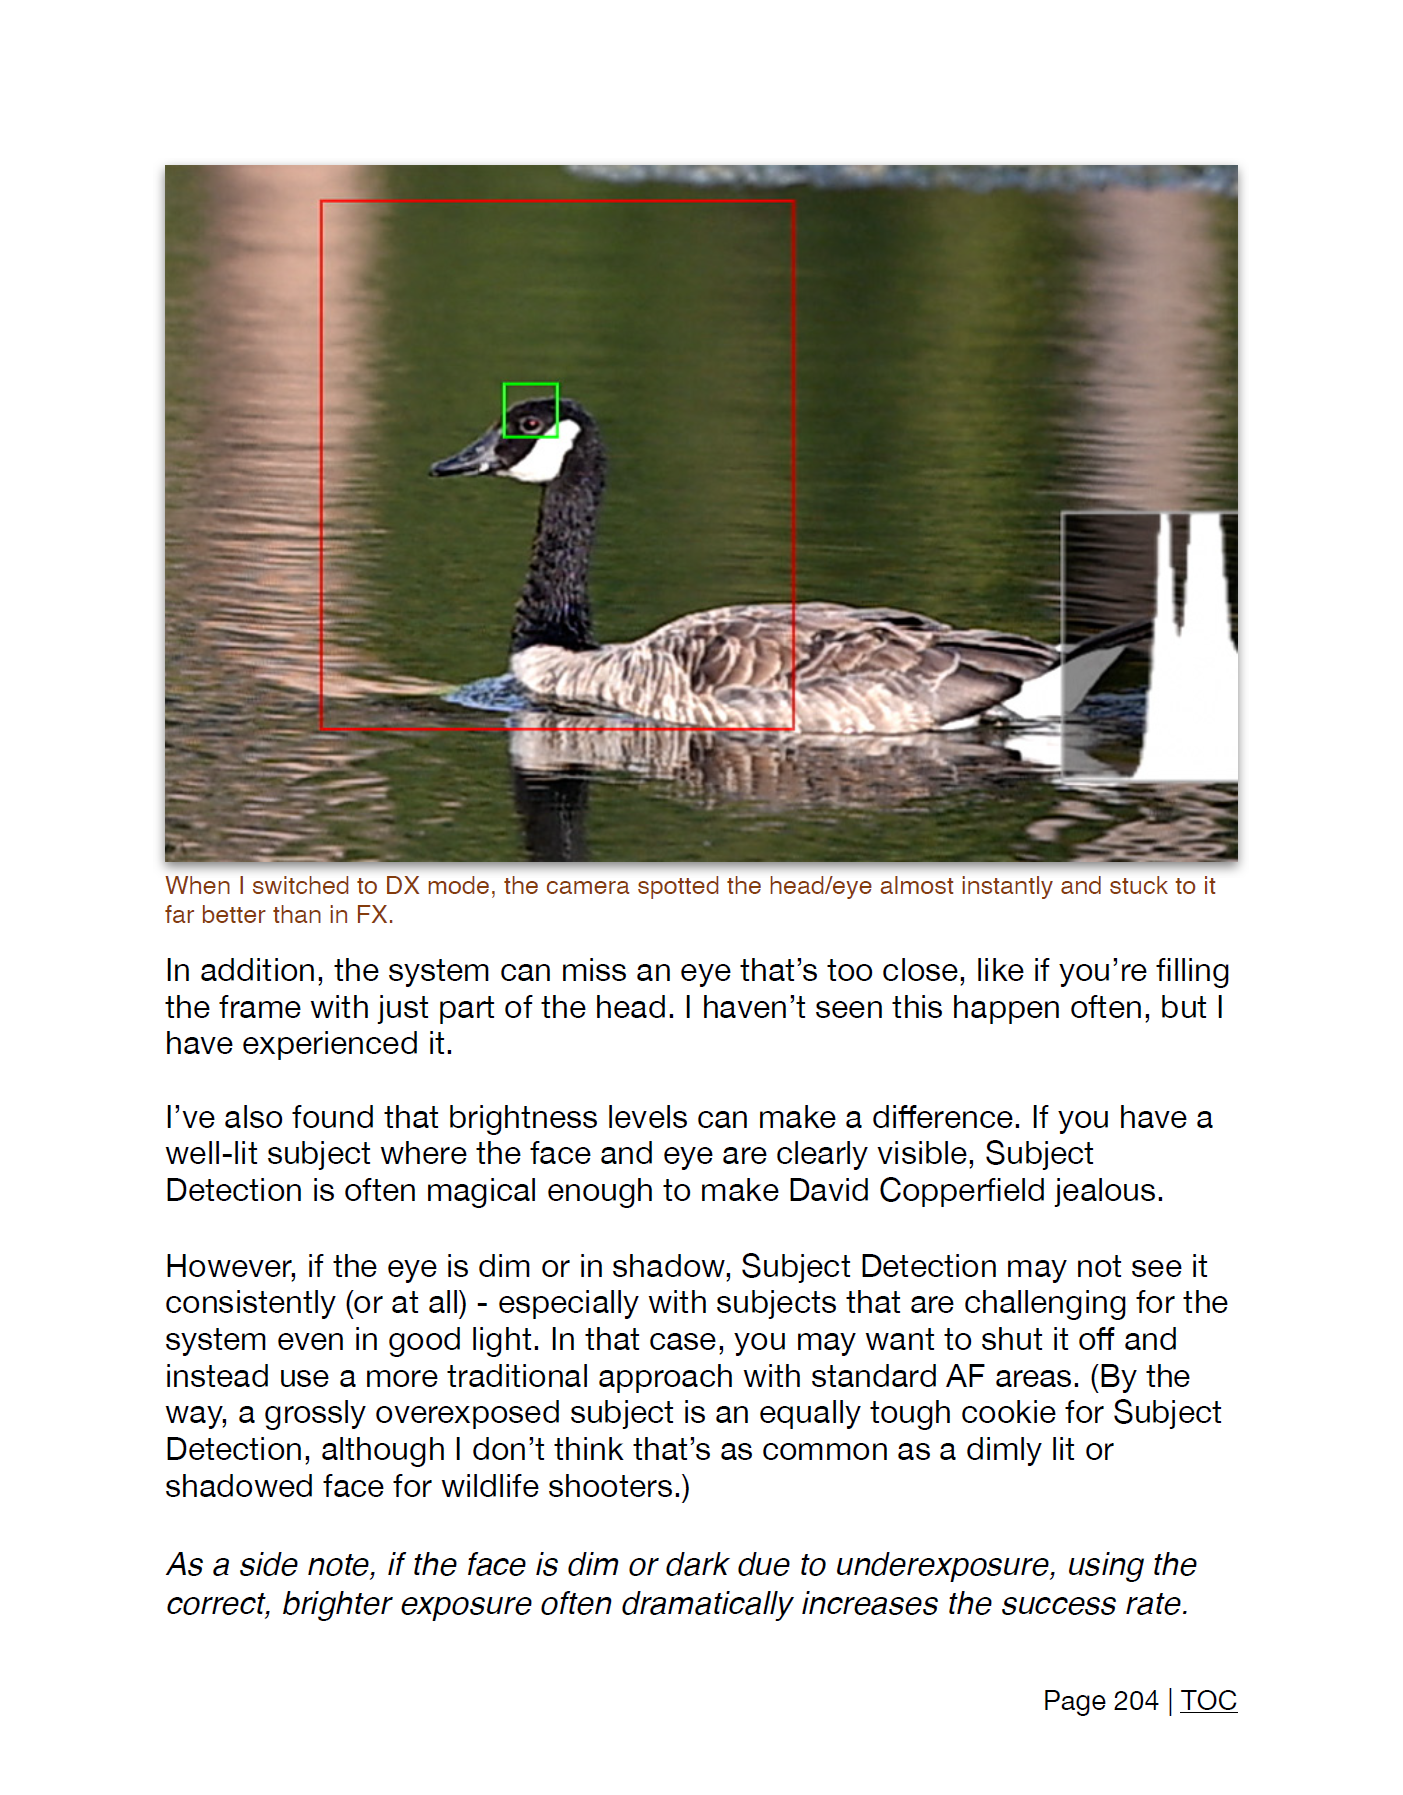 When I switched to DX mode, the camera spotted the head/eye almost instantly and stuck to it
far better than in FX.
In addition, the system can miss an eye that’s too close, like if you’re filling
the frame with just part of the head. I haven’t seen this happen often, but I
have experienced it.
I’ve also found that brightness levels can make a difference. If you have a
well-lit subject where the face and eye are clearly visible, Subject
Detection is often magical enough to make David Copperfield jealous.
However, if the eye is dim or in shadow, Subject Detection may not see it
consistently (or at all) - especially with subjects that are challenging for the
system even in good light. In that case, you may want to shut it off and
instead use a more traditional approach with standard AF areas. (By the
way, a grossly overexposed subject is an equally tough cookie for Subject
Detection, although I don’t think that’s as common as a dimly lit or
shadowed face for wildlife shooters.)
As a side note, if the face is dim or dark due to underexposure, using the
correct, brighter exposure often dramatically increases the success rate.
Page 204 | TOC